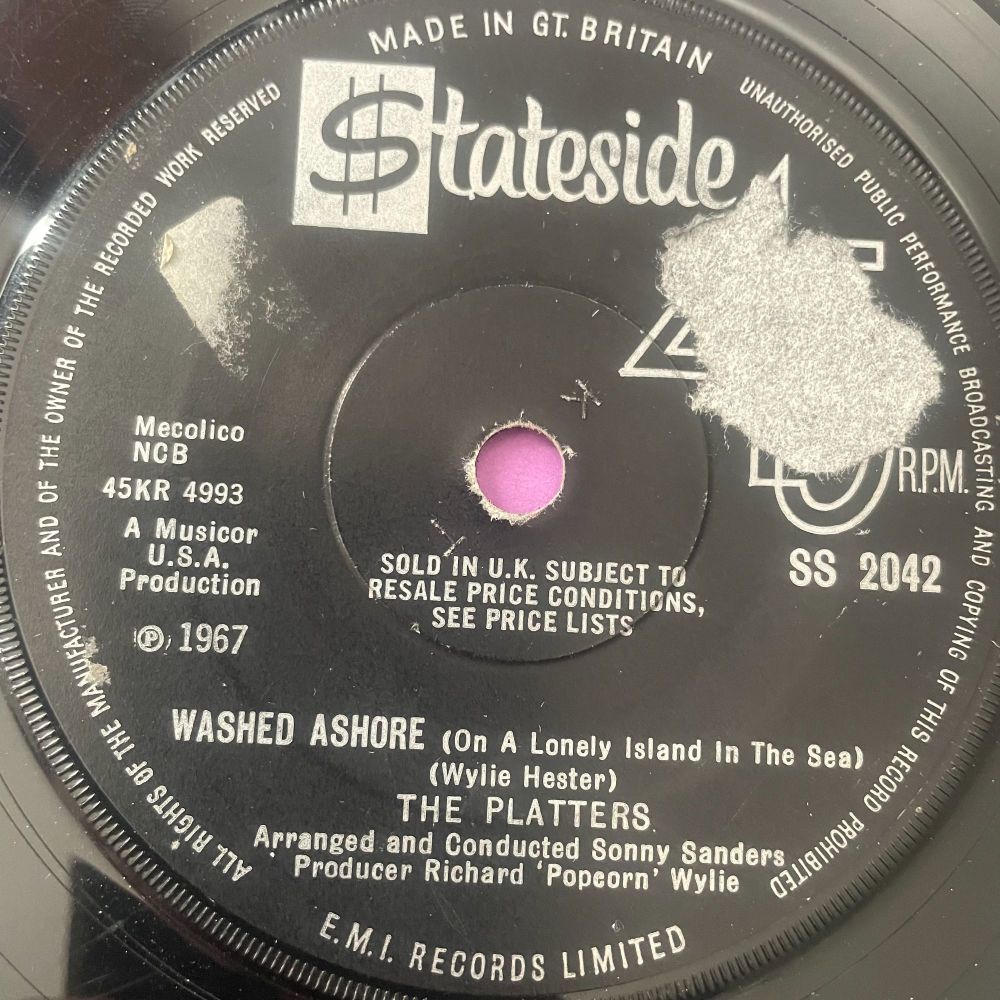 MADE IN GT. BRITAIN
$tateside
45
R.P.M.
UNAUTHORISED PUBLIC PERFORMANCE BROADCASTING AND COPYING OF THIS RECORD PROHIBITED
ALL RIGHTS OF THE MANUFACTURER AND OF THE OWNER OF THE RECORDED WORK RESERVED
Mecolico
NCB
45KR 4993
A Musicor
U.S.A.
Production
℗ 1967
SOLD IN U.K. SUBJECT TO
RESALE PRICE CONDITIONS,
SEE PRICE LISTS
SS 2042
WASHED ASHORE (On A Lonely Island In The Sea)
(Wylie Hester)
THE PLATTERS
Arranged and Conducted Sonny Sanders
Producer Richard 'Popcorn' Wylie
E.M.I. RECORDS LIMITED